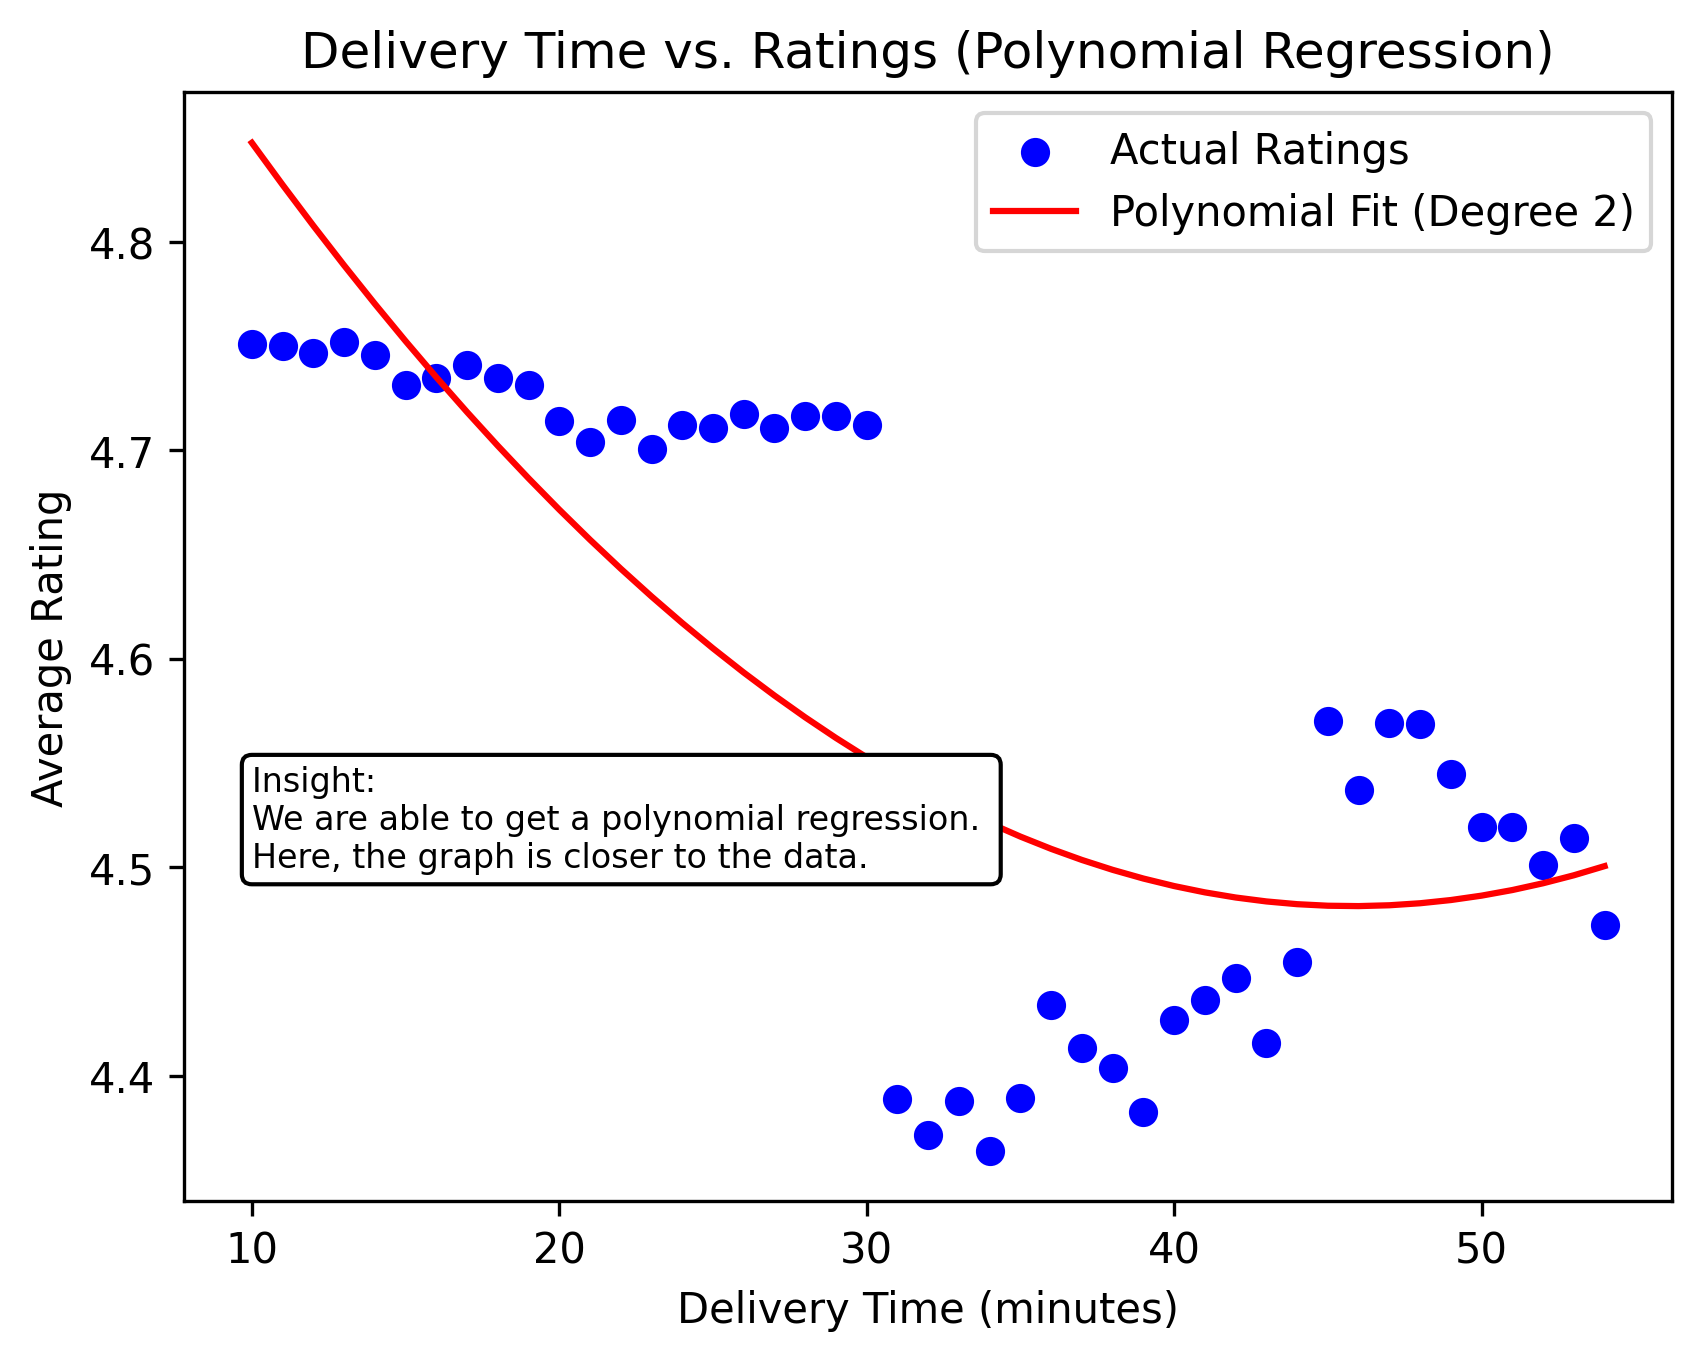 Delivery Time vs. Ratings (Polynomial Regression)
Actual Ratings
Polynomial Fit (Degree 2)
4.8
4.7
4.6
4.5
4.4
Average Rating
Insight:
We are able to get a polynomial regression.
Here, the graph is closer to the data.
10 20 30 40 50
Delivery Time (minutes)